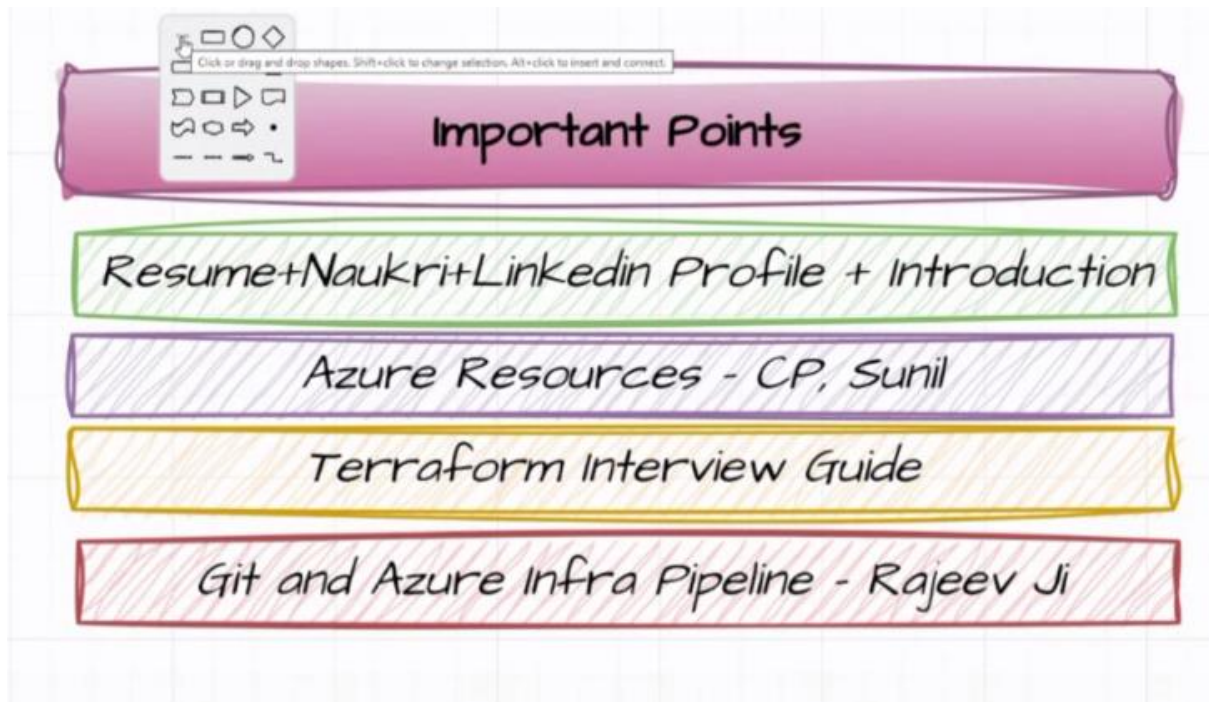 Click or drag and drop shapes. Shift+click to change selection. Alt+click to insert and connect.
Important Points
Resume+Naukri+Linkedin Profile + Introduction
Azure Resources - CP, Sunil
Terraform Interview Guide
Git and Azure Infra Pipeline - Rajeev Ji